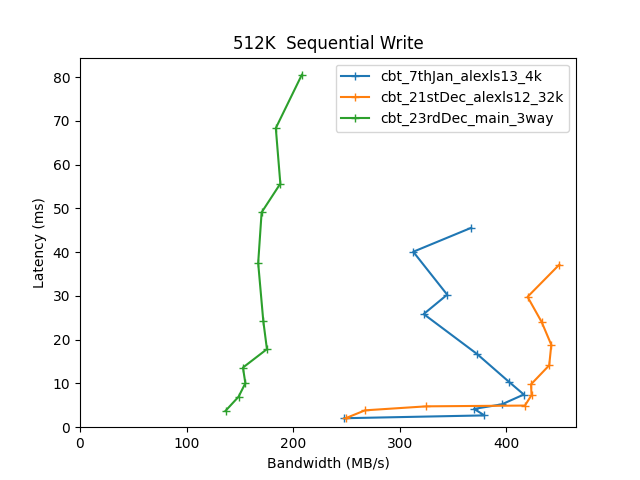 512K  Sequential Write
cbt_7thJan_alexls13_4k
cbt_21stDec_alexls12_32k
cbt_23rdDec_main_3way
Latency (ms)
80
70
60
50
40
30
20
10
0
0 100 200 300 400
Bandwidth (MB/s)